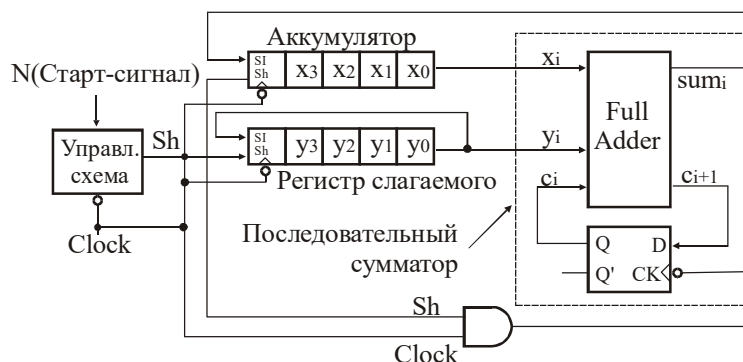 Аккумулятор
N(Старт-сигнал)
SI
Sh
x3 x2 x1 x0
xi
sumi
Full
Adder
Sh
Управл.
схема
SI
Sh
y3 y2 y1 y0
yi
Регистр слагаемого
ci
ci+1
Clock
Последовательный
сумматор
Q D
Q' CK
Sh
Clock